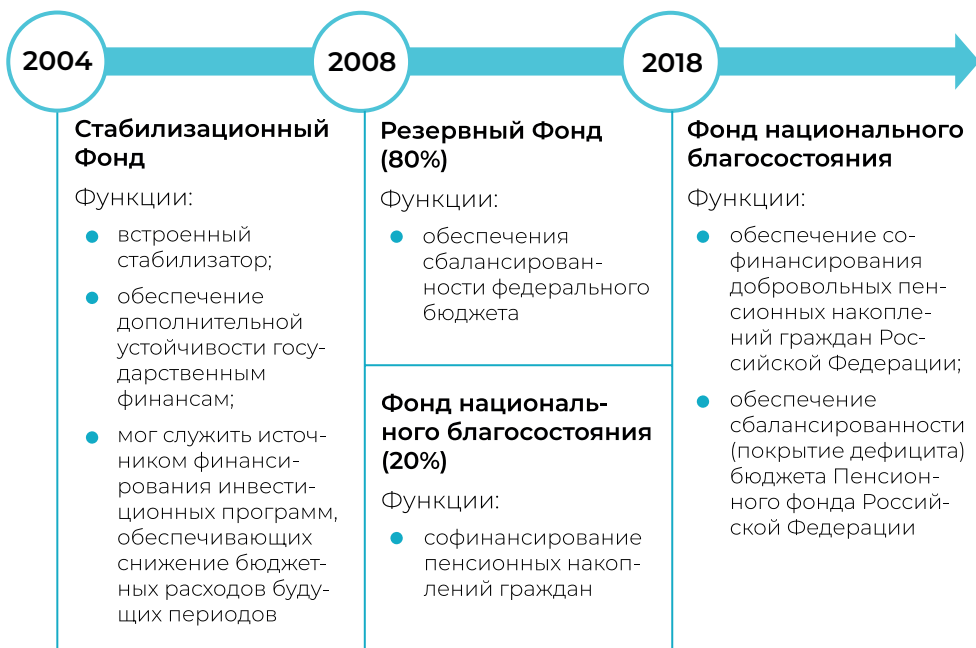 2004
2008
2018
Стабилизационный
Фонд
Функции:
встроенный
стабилизатор;
обеспечение
дополнительной
устойчивости госу-
дарственным
финансам;
мог служить источ-
ником финанси-
рования инвести-
ционных программ,
обеспечивающих
снижение бюджет-
ных расходов буду-
щих периодов
Резервный Фонд
(80%)
Функции:
обеспечения
сбалансирован-
ности федерального
бюджета
Фонд националь-
ного благосостояния
(20%)
Функции:
софинансирование
пенсионных накоп-
лений граждан
Фонд национального
благосостояния
Функции:
обеспечение со-
финансирования
добровольных пен-
сионных накопле-
ний граждан Рос-
сийской Федерации;
обеспечение
сбалансированности
(покрытие дефицита)
бюджета Пенсион-
ного фонда Россий-
ской Федерации